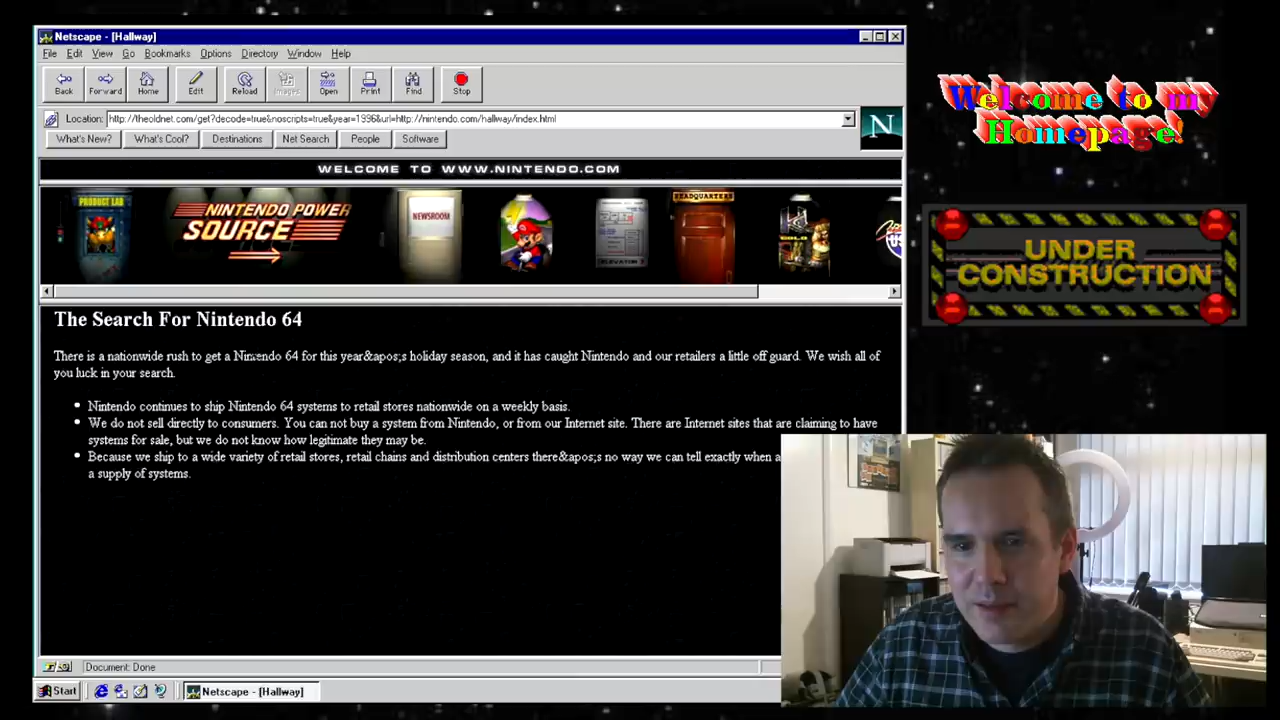 Netscape - [Hallway]
File Edit View Go Bookmarks Options Directory Window Help
Back Forward Home Edit Reload Images Open Print Find Stop
Location: http://theoldnet.com/get?decode=true&noscripts=true&year=1996&url=http://nintendo.com/hallway/index.html
N
What's New? What's Cool? Destinations Net Search People Software
WELCOME TO WWW.NINTENDO.COM
PRODUCT LAB
NINTENDO POWER
SOURCE
NEWSROOM
HEADQUARTERS
The Search For Nintendo 64
There is a nationwide rush to get a Nintendo 64 for this year&apos;s holiday season, and it has caught Nintendo and our retailers a little off guard. We wish all of
you luck in your search.
Nintendo continues to ship Nintendo 64 systems to retail stores nationwide on a weekly basis.
We do not sell directly to consumers. You can not buy a system from Nintendo, or from our Internet site. There are Internet sites that are claiming to have
systems for sale, but we do not know how legitimate they may be.
Because we ship to a wide variety of retail stores, retail chains and distribution centers there&apos;s no way we can tell exactly when a
a supply of systems.
Document: Done
Start Netscape - [Hallway]
Welcome to my
Homepage!
UNDER
CONSTRUCTION